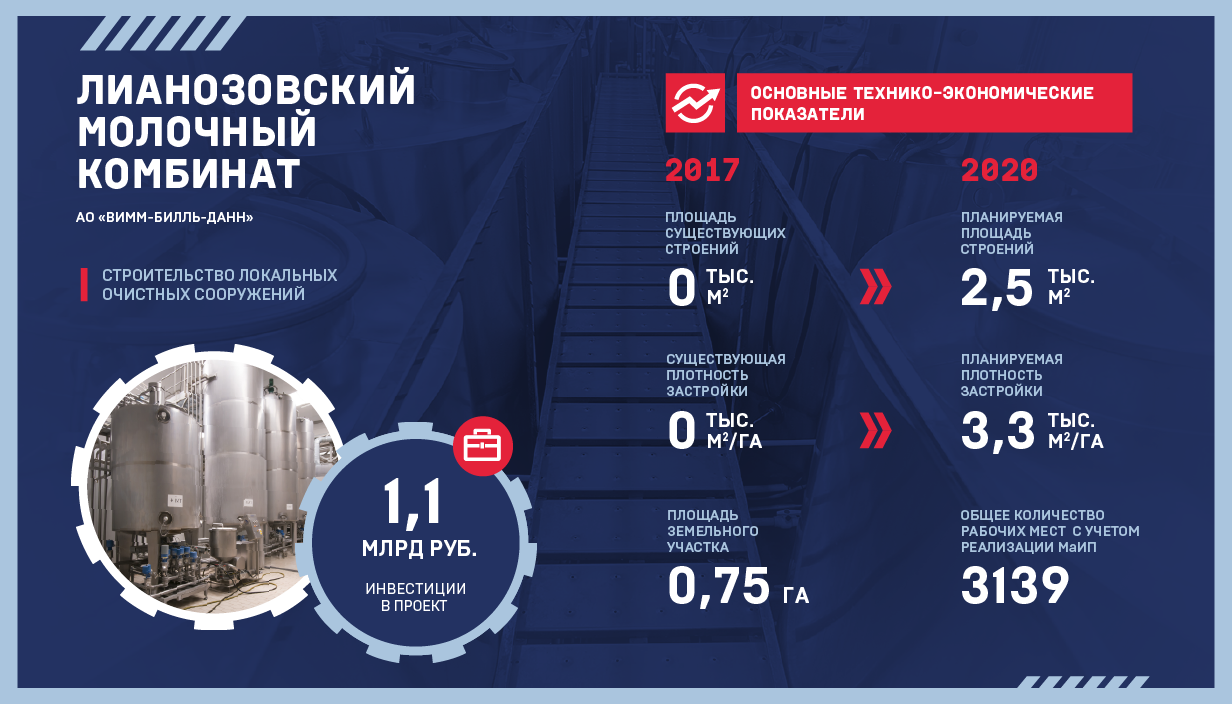 ЛИАНОЗОВСКИЙ
МОЛОЧНЫЙ
КОМБИНАТ
АО «ВИММ-БИЛЛЬ-ДАНН»
СТРОИТЕЛЬСТВО ЛОКАЛЬНЫХ
ОЧИСТНЫХ СООРУЖЕНИЙ
1,1
МЛРД РУБ.
ИНВЕСТИЦИИ
В ПРОЕКТ
ОСНОВНЫЕ ТЕХНИКО-ЭКОНОМИЧЕСКИЕ
ПОКАЗАТЕЛИ
2017
ПЛОЩАДЬ
СУЩЕСТВУЮЩИХ
СТРОЕНИЙ
0 ТЫС.
М²
СУЩЕСТВУЮЩАЯ
ПЛОТНОСТЬ
ЗАСТРОЙКИ
0 ТЫС.
М²/ГА
ПЛОЩАДЬ
ЗЕМЕЛЬНОГО
УЧАСТКА
0,75 ГА
2020
ПЛАНИРУЕМАЯ
ПЛОЩАДЬ
СТРОЕНИЙ
2,5 ТЫС.
М²
ПЛАНИРУЕМАЯ
ПЛОТНОСТЬ
ЗАСТРОЙКИ
3,3 ТЫС.
М²/ГА
ОБЩЕЕ КОЛИЧЕСТВО
РАБОЧИХ МЕСТ С УЧЕТОМ
РЕАЛИЗАЦИИ МаИП
3139